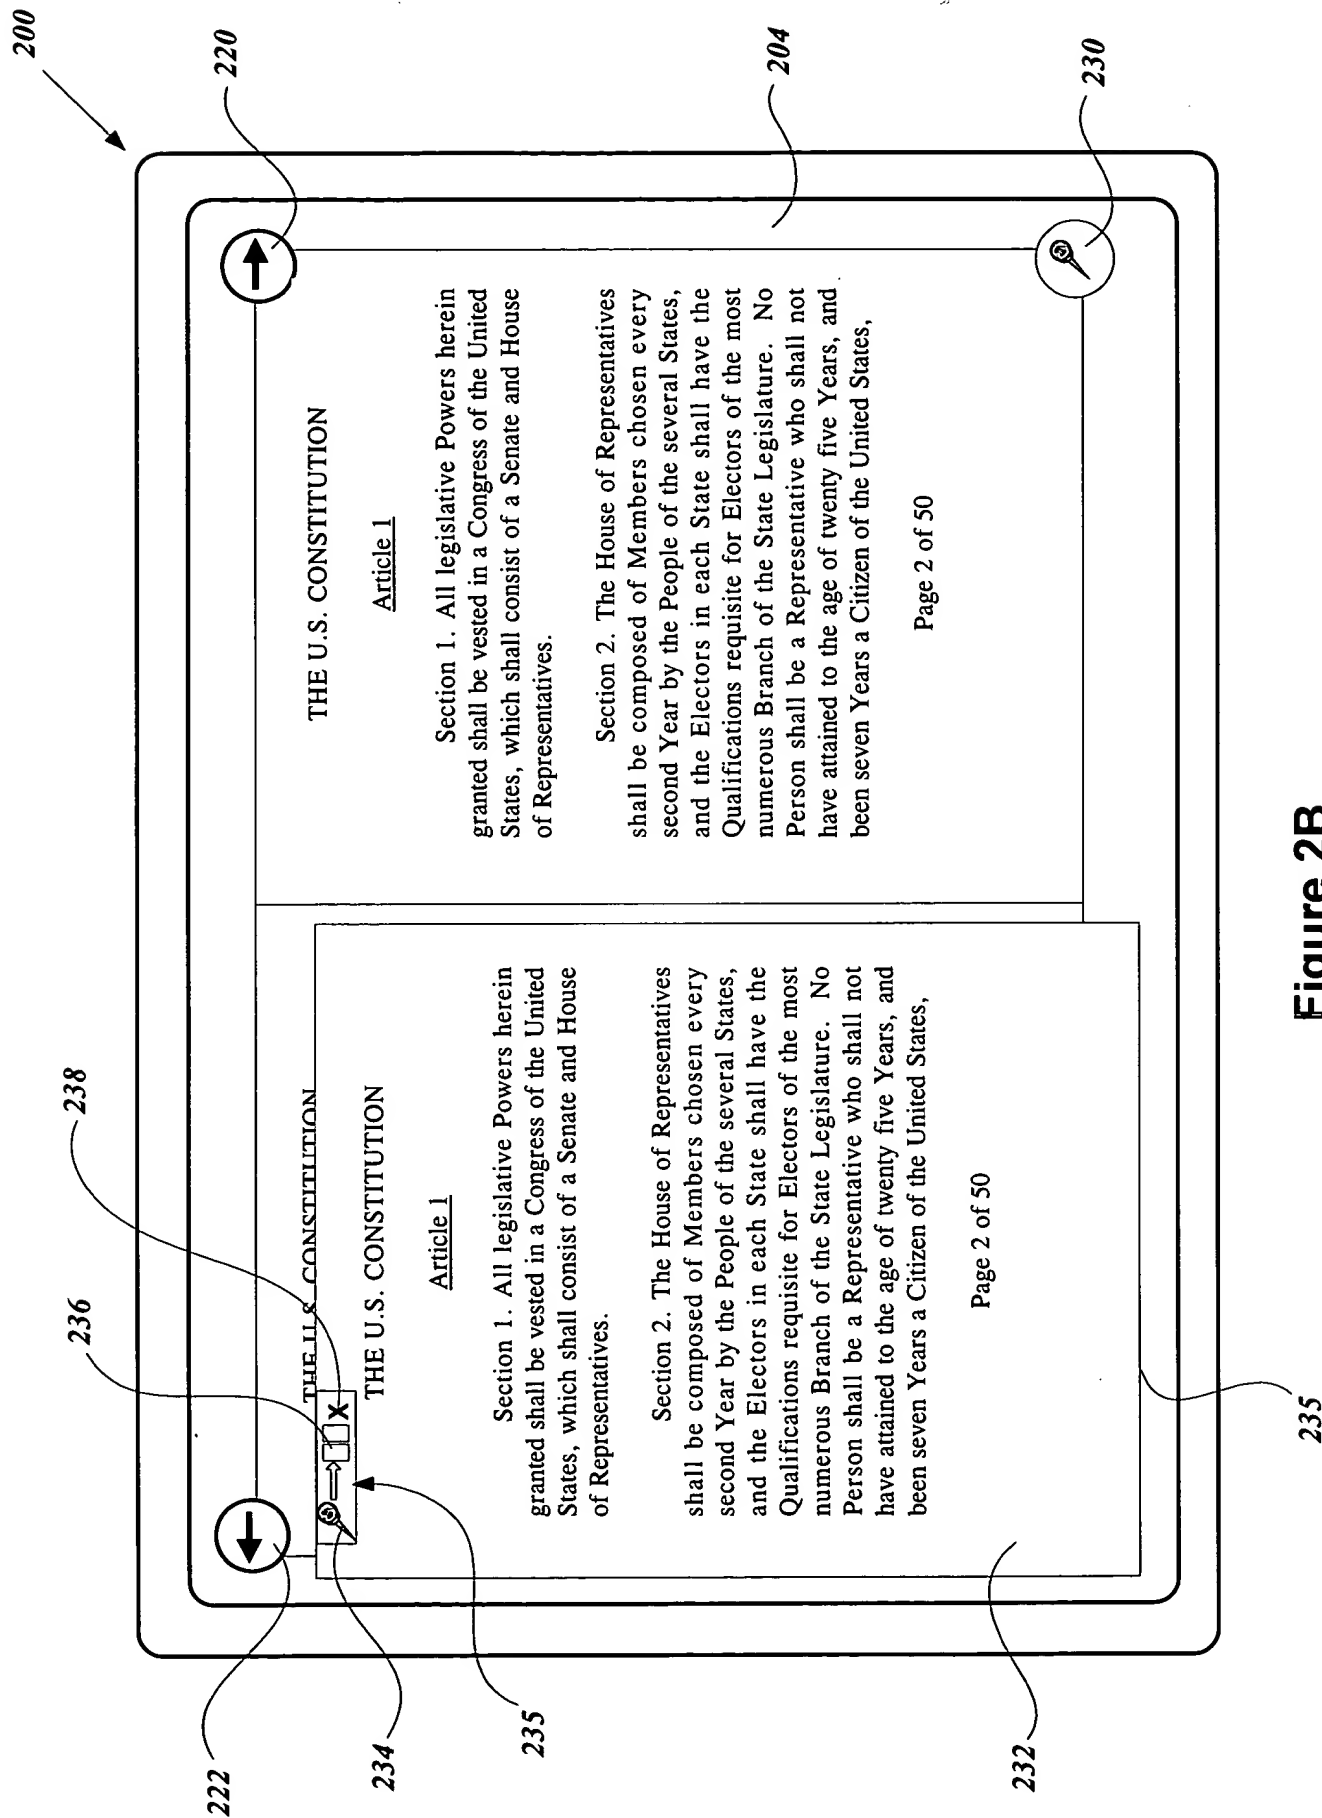 200
220
204
230
238
236
222
234
235
232
235
THE U.S. CONSTITUTION
X
THE U.S. CONSTITUTION
Article 1
Section 1. All legislative Powers herein
granted shall be vested in a Congress of the United
States, which shall consist of a Senate and House
of Representatives.
Section 2. The House of Representatives
shall be composed of Members chosen every
second Year by the People of the several States,
and the Electors in each State shall have the
Qualifications requisite for Electors of the most
numerous Branch of the State Legislature. No
Person shall be a Representative who shall not
have attained to the age of twenty five Years, and
been seven Years a Citizen of the United States,
Page 2 of 50
THE U.S. CONSTITUTION
Article 1
Section 1. All legislative Powers herein
granted shall be vested in a Congress of the United
States, which shall consist of a Senate and House
of Representatives.
Section 2. The House of Representatives
shall be composed of Members chosen every
second Year by the People of the several States,
and the Electors in each State shall have the
Qualifications requisite for Electors of the most
numerous Branch of the State Legislature. No
Person shall be a Representative who shall not
have attained to the age of twenty five Years, and
been seven Years a Citizen of the United States,
Page 2 of 50
Figure 2B